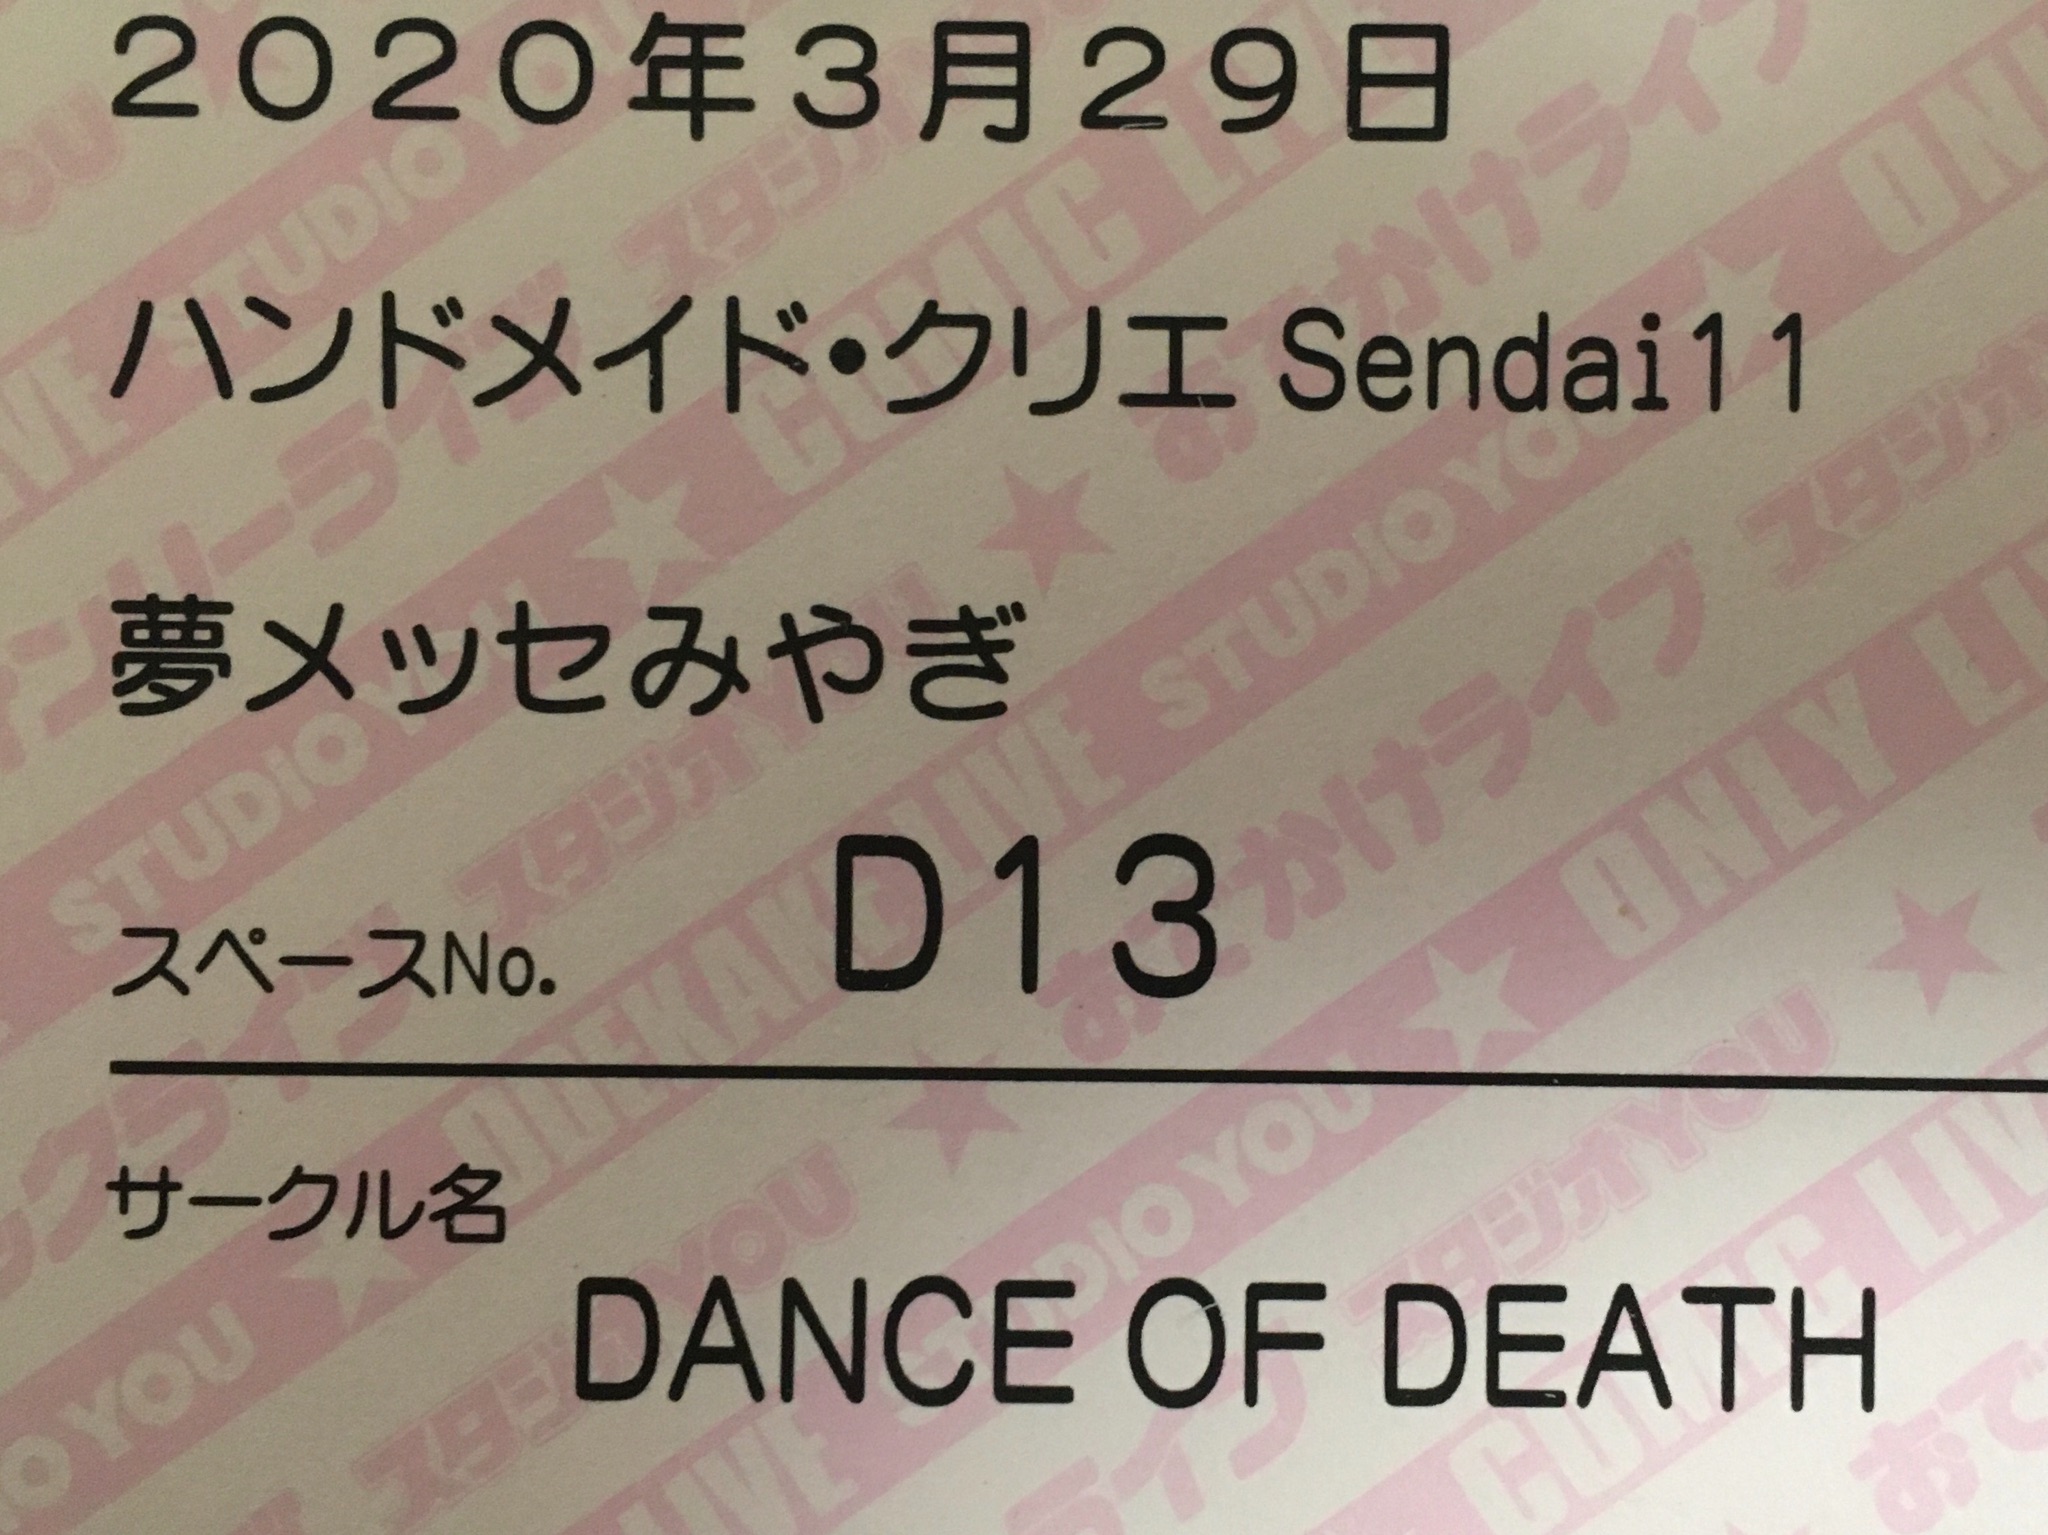 ２０２０年３月２９日
ハンドメイド・クリエ Sendai11
夢メッセみやぎ
スペースNo. D13
サークル名
DANCE OF DEATH